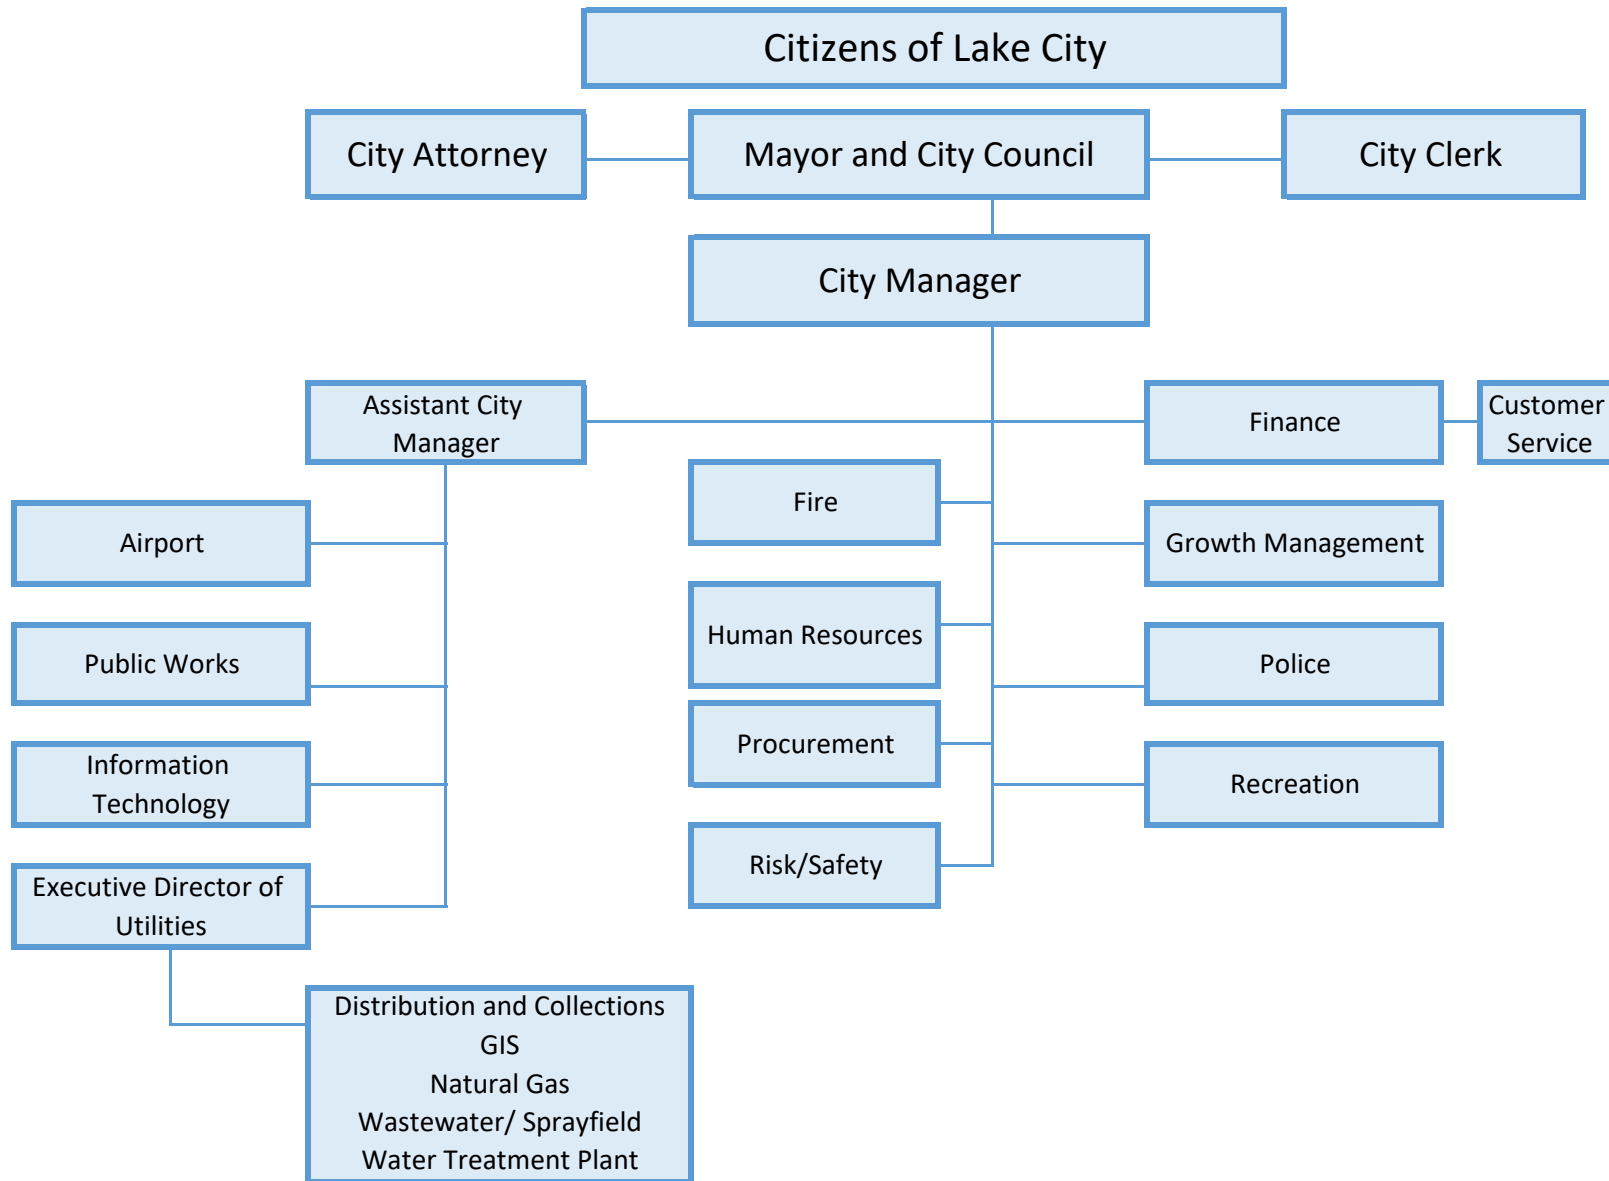 Citizens of Lake City
City Attorney
Mayor and City Council
City Clerk
City Manager
Assistant City
Manager
Finance
Customer
Service
Fire
Airport
Growth Management
Human Resources
Public Works
Police
Procurement
Information
Technology
Recreation
Risk/Safety
Executive Director of
Utilities
Distribution and Collections
GIS
Natural Gas
Wastewater/ Sprayfield
Water Treatment Plant